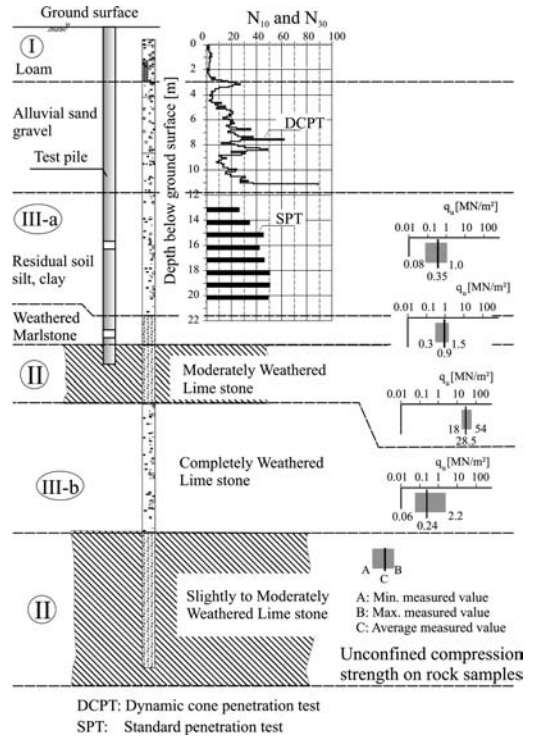 Ground surface
N10 and N30
0 20 40 60 80 100
I
Loam
Alluvial sand
gravel
Test pile
Depth below ground surface [m]
0
2
4
6
8
10
12
14
16
18
20
22
DCPT
SPT
III-a
Residual soil
silt, clay
qu[MN/m²]
0.01 0.1 1 10 100
0.08 1.0
0.35
Weathered
Marlstone
qu[MN/m²]
0.01 0.1 1 10 100
0.3 1.5
0.9
II
Moderately Weathered
Lime stone
qu[MN/m²]
0.01 0.1 1 10 100
18 54
28.5
III-b
Completely Weathered
Lime stone
qu[MN/m²]
0.01 0.1 1 10 100
0.06 2.2
0.24
II
Slightly to Moderately
Weathered Lime stone
A B
C
A: Min. measured value
B: Max. measured value
C: Average measured value
Unconfined compression
strength on rock samples
DCPT: Dynamic cone penetration test
SPT: Standard penetration test